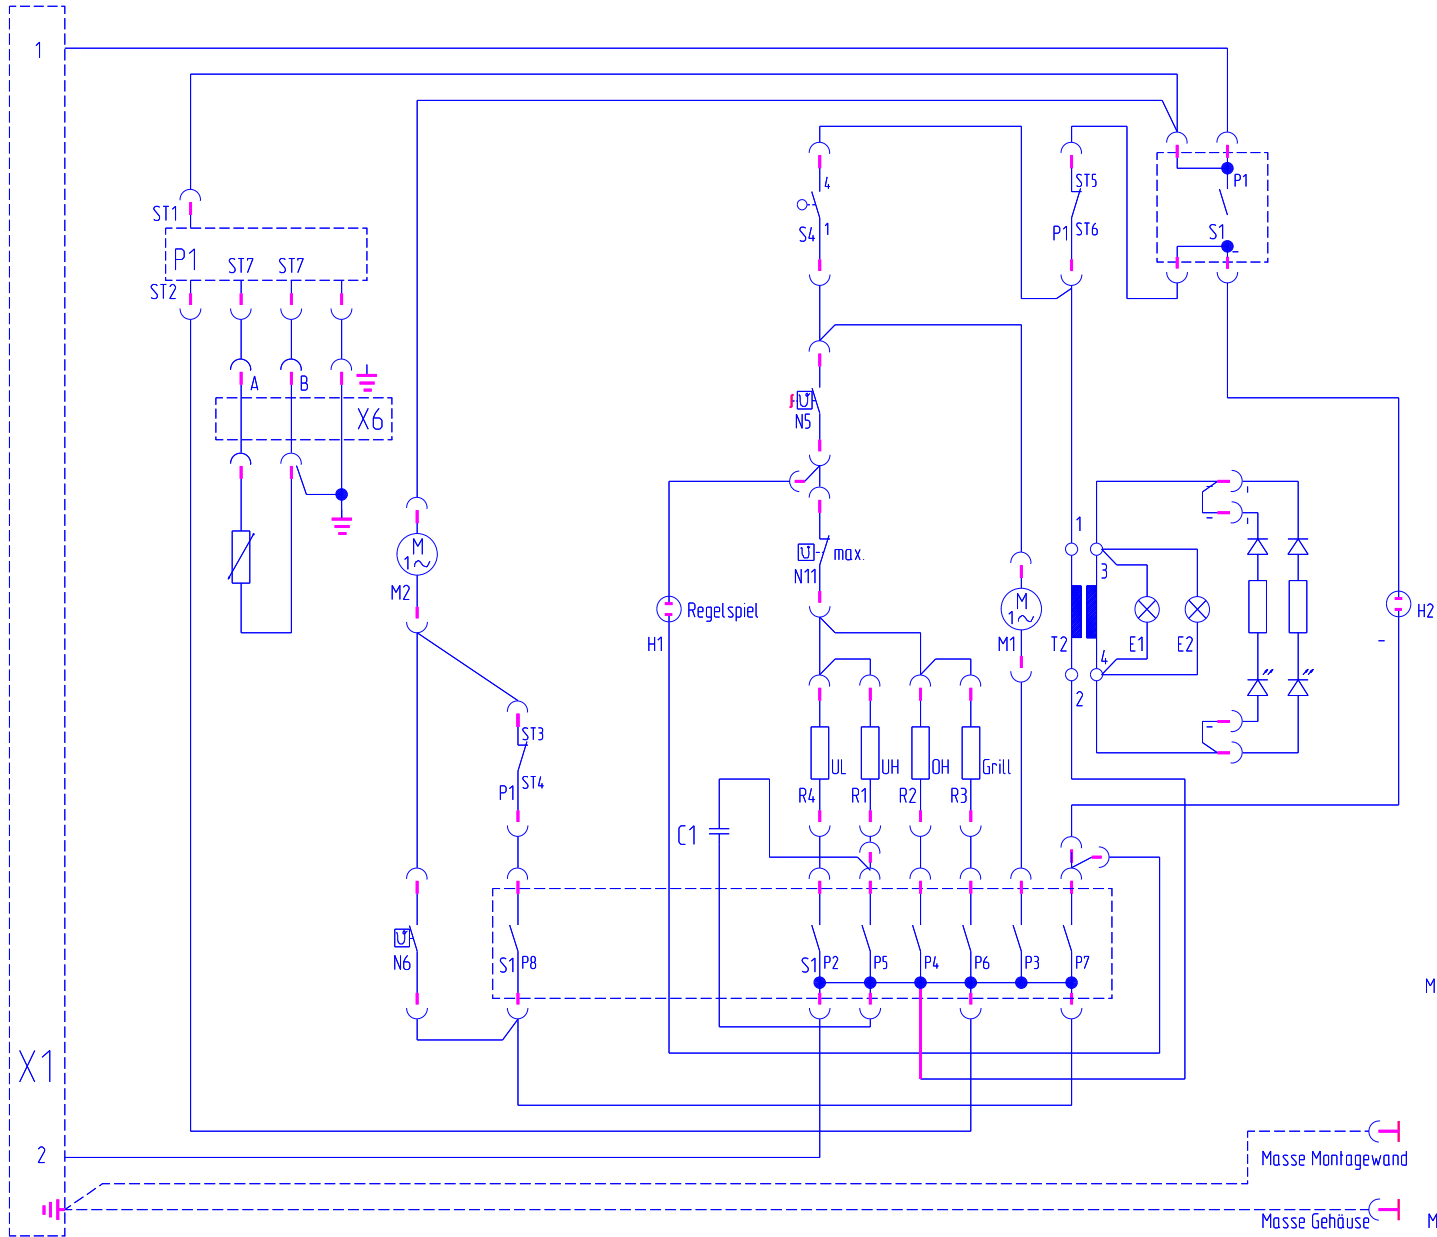 1
4
ST5
P1
ST1
1
S4
P1
ST6
S1
P1
ST7
ST7
ST2
A
B
X6
N5
1
M
1~
max.
N11
3
M2
M
1~
Regelspiel
H2
H1
M1
T2
E1
E2
4
2
ST3
UL
UH
OH
Grill
ST4
P1
R4
R1
R2
R3
C1
N6
S1
P8
S1
P2
P5
P4
P6
P3
P7
M
X1
2
Masse Montagewand
Masse Gehäuse
M